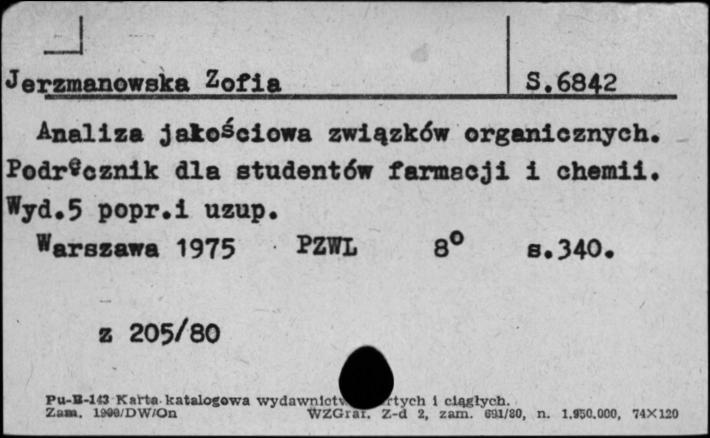 Jerzmanowska Zofia S.6842
Analiza jakościowa związków organicznych.
Podręcznik dla studentów farmacji i chemii.
Wyd.5 popr.i uzup.
Warszawa 1975 PZWL 8° s.340.
z 205/80
Pu-B-143 Karta katalogowa i ciągłych.
Zam. /DW/On WZGraf. Z-d 2, zam. 691/80, n. 1.950.000, 74×120